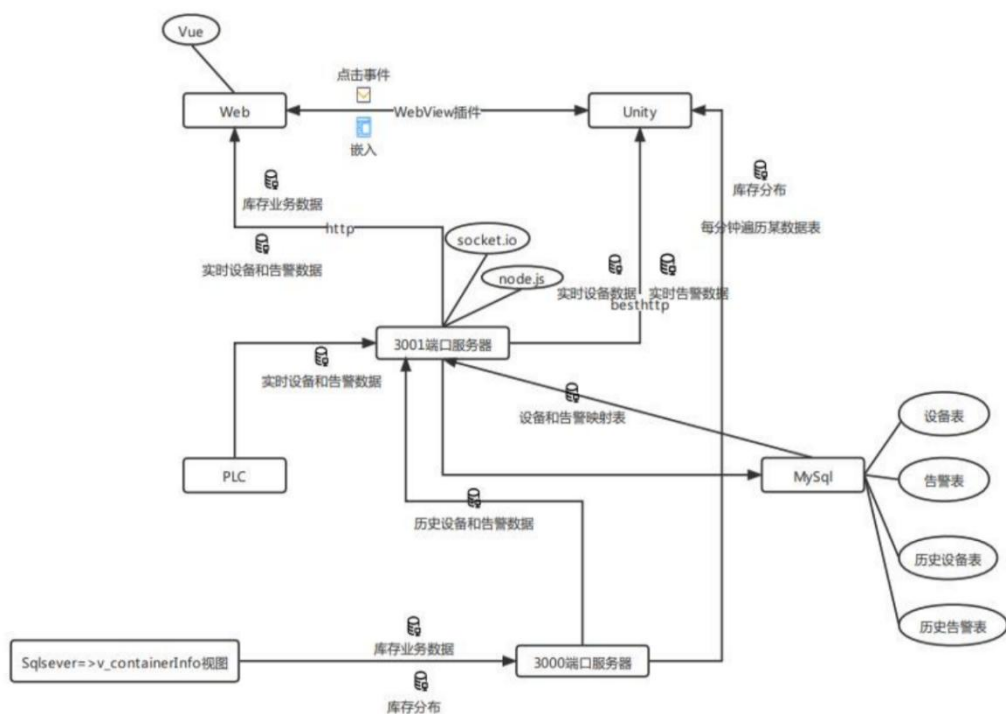 Vue
点击事件
Web
WebView插件
Unity
嵌入
库存分布
库存业务数据
每分钟遍历某数据表
http
socket.io
实时设备和告警数据
node.js
实时设备数据
实时告警数据
besthttp
3001端口服务器
实时设备和告警数据
设备和告警映射表
设备表
PLC
MySql
告警表
历史设备和告警数据
历史设备表
历史告警表
库存业务数据
Sqlsever=>v_containerInfo视图
3000端口服务器
库存分布